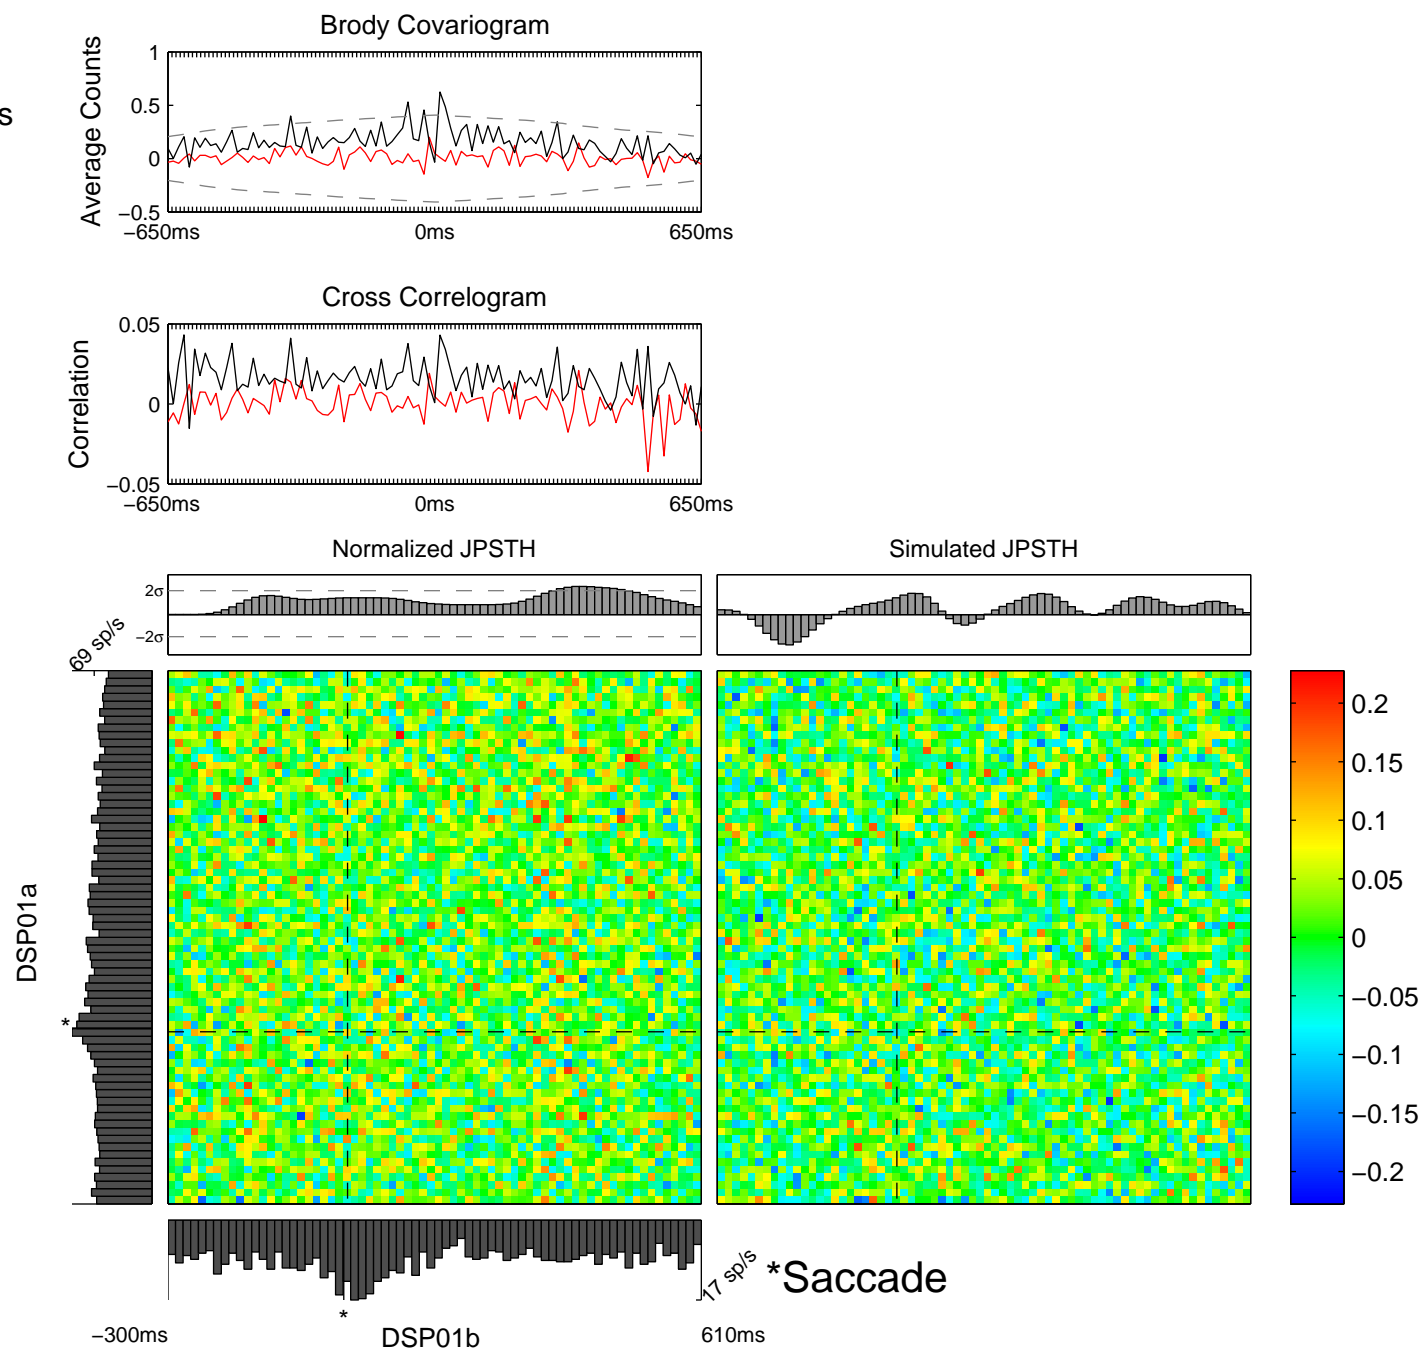 Brody Covariogram
Average Counts
1
0.5
0
−0.5
−650ms
0ms
650ms
s
Cross Correlogram
Correlation
0.05
0
−0.05
−650ms
0ms
650ms
Normalized JPSTH
Simulated JPSTH
2σ
−2σ
69 sp/s
DSP01a
*
0.2
0.15
0.1
0.05
0
−0.05
−0.1
−0.15
−0.2
17 sp/s
*Saccade
*
−300ms
DSP01b
610ms